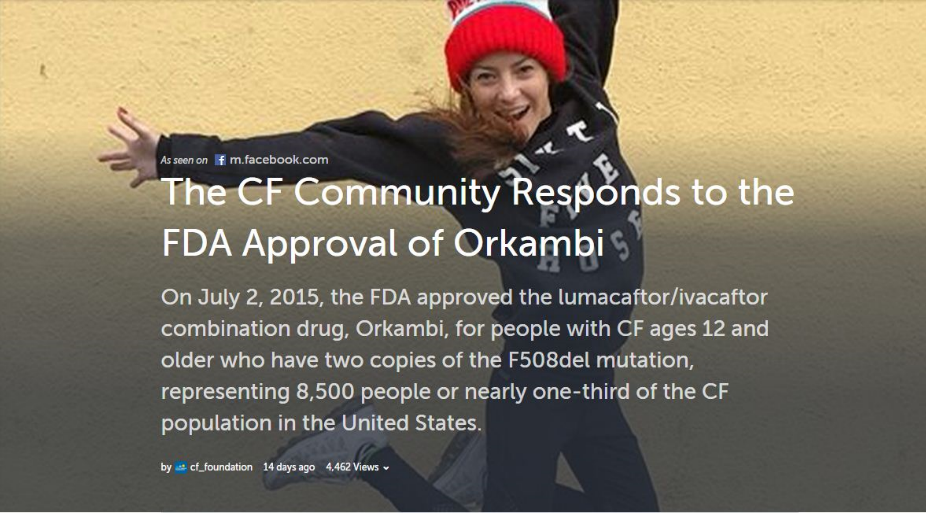 As seen on f m.facebook.com
The CF Community Responds to the
FDA Approval of Orkambi
On July 2, 2015, the FDA approved the lumacaftor/ivacaftor
combination drug, Orkambi, for people with CF ages 12 and
older who have two copies of the F508del mutation,
representing 8,500 people or nearly one-third of the CF
population in the United States.
by cf_foundation 14 days ago 4,462 Views